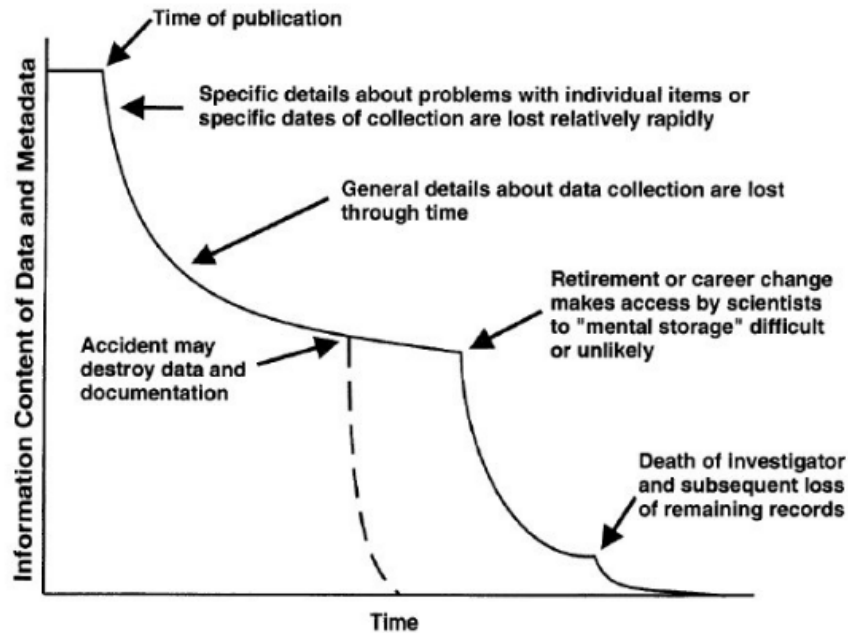 Time of publication
Specific details about problems with individual items or
specific dates of collection are lost relatively rapidly
General details about data collection are lost
through time
Retirement or career change
makes access by scientists
to "mental storage" difficult
or unlikely
Accident may
destroy data and
documentation
Death of investigator
and subsequent loss
of remaining records
Information Content of Data and Metadata
Time